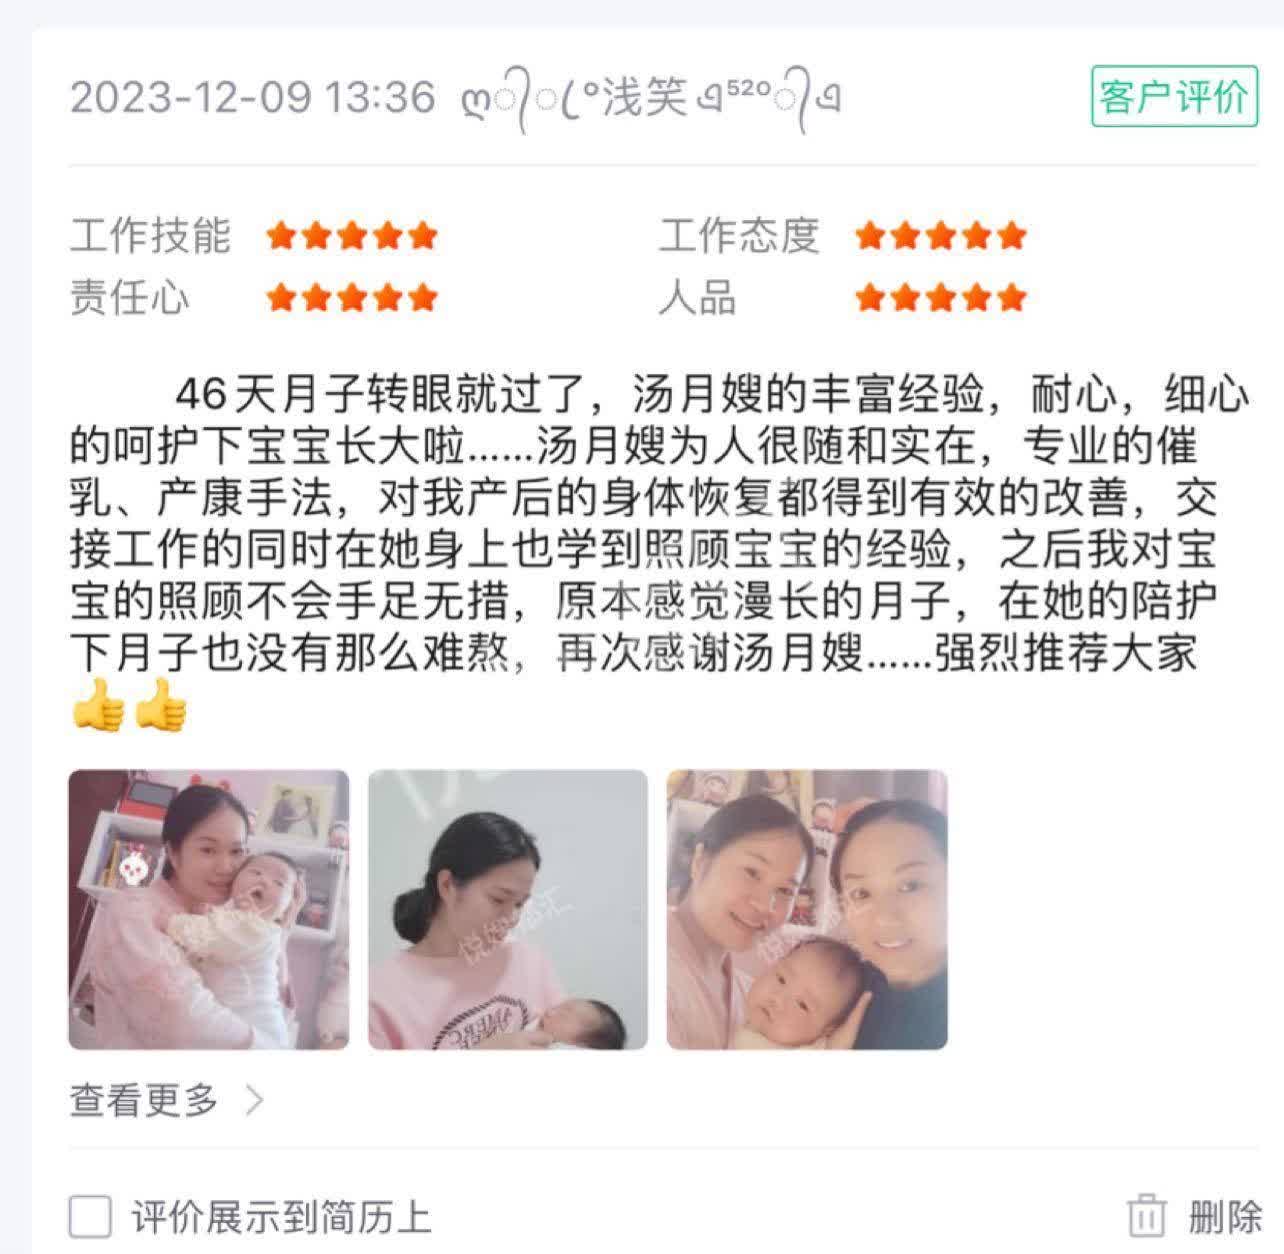 2023-12-09 13:36 ღ᭄ꦿ℘°浅笑এ⁵²⁰᭄এ
客户评价
工作技能
工作态度
责任心
人品
46天月子转眼就过了，汤月嫂的丰富经验，耐心，细心
的呵护下宝宝长大啦……汤月嫂为人很随和实在，专业的催
乳、产康手法，对我产后的身体恢复都得到有效的改善，交
接工作的同时在她身上也学到照顾宝宝的经验，之后我对宝
宝的照顾不会手足无措，原本感觉漫长的月子，在她的陪护
下月子也没有那么难熬，再次感谢汤月嫂……强烈推荐大家
👍👍
查看更多
评价展示到简历上
删除